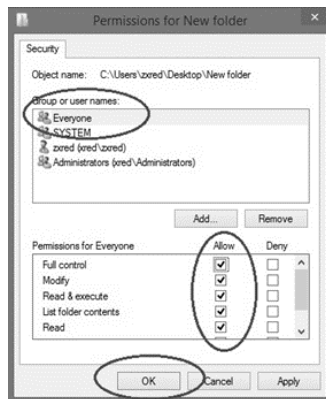 Permissions for New folder
Security
Object name: C:\Users\zxred\Desktop\New folder
Group or user names:
Everyone
SYSTEM
zxred (xred\zxred)
Administrators (xred\Administrators)
Add... Remove
Permissions for Everyone Allow Deny
Full control
Modify
Read & execute
List folder contents
Read
OK Cancel Apply